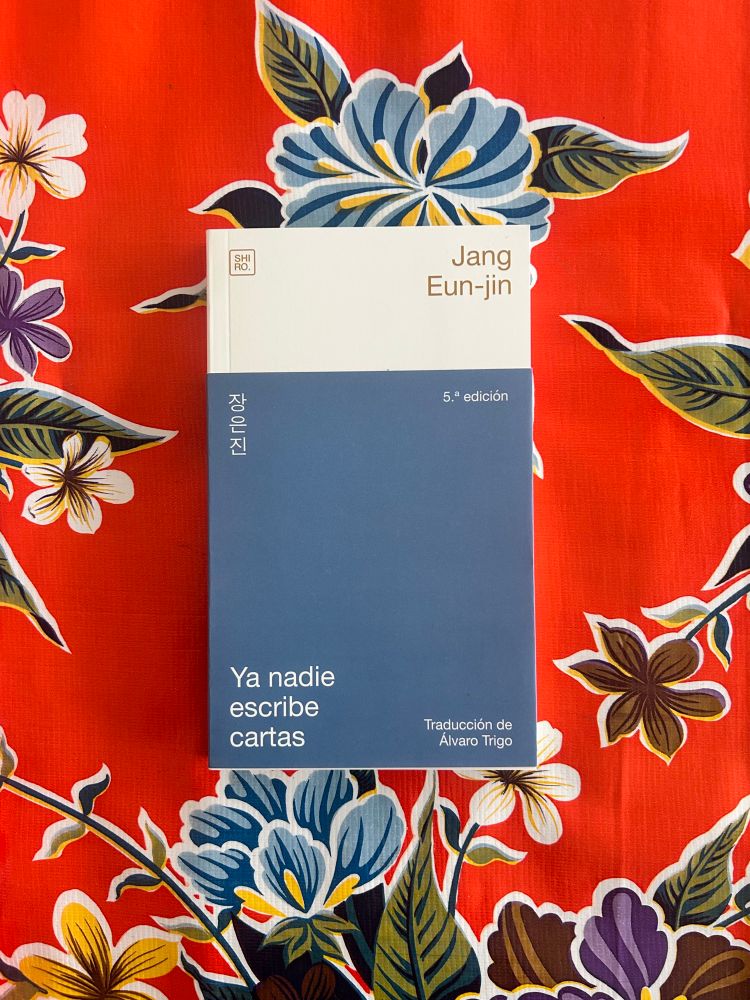 SHI
RO.
Jang
Eun-jin
장은진
5.ª edición
Ya nadie
escribe
cartas
Traducción de
Álvaro Trigo